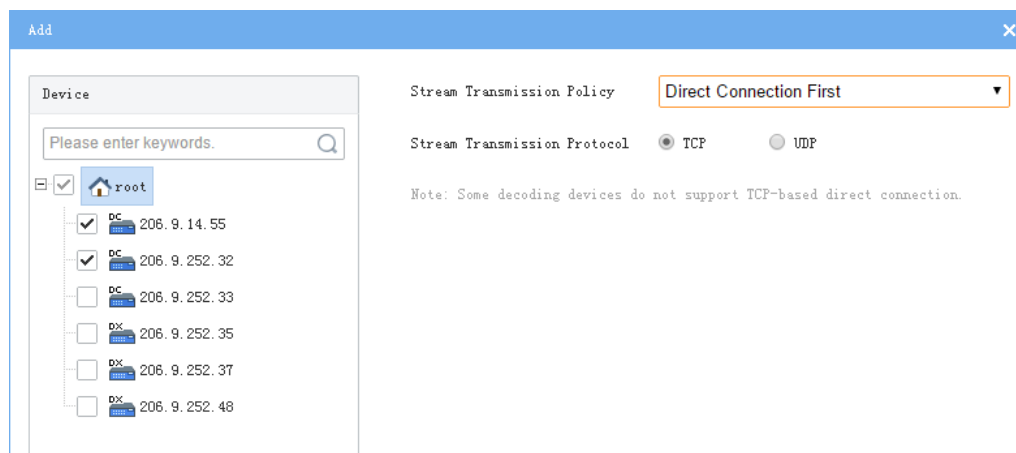 Add
Device
Please enter keywords.
root
DC 206.9.14.55
DC 206.9.252.32
DC 206.9.252.33
DX 206.9.252.35
DX 206.9.252.37
DX 206.9.252.48
Stream Transmission Policy Direct Connection First
Stream Transmission Protocol TCP UDP
Note: Some decoding devices do not support TCP-based direct connection.